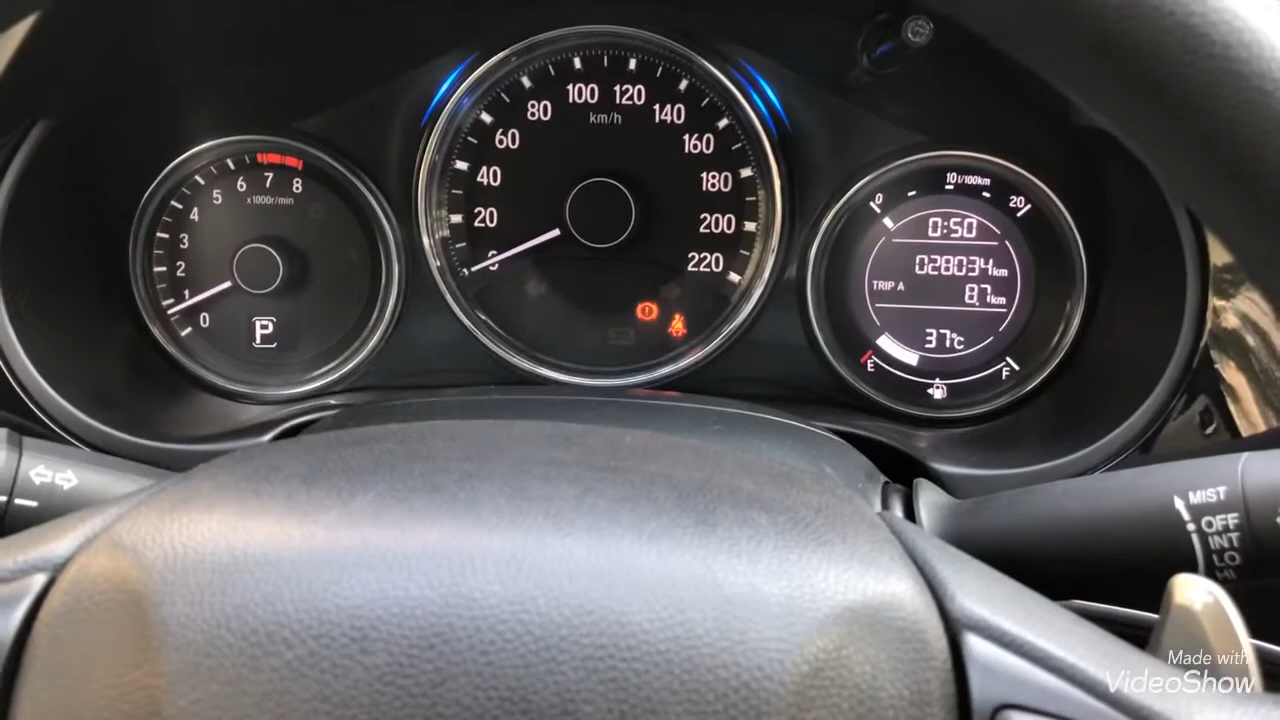 0 1 2 3 4 5 6 7 8
x1000r/min
P
0 20 40 60 80 100 120 140 160 180 200 220
km/h
0 10 l/100km 20
0:50
028034km
TRIP A
8.7km
37°c
E F
MIST
OFF
INT
LO
HI
Made with
VideoShow